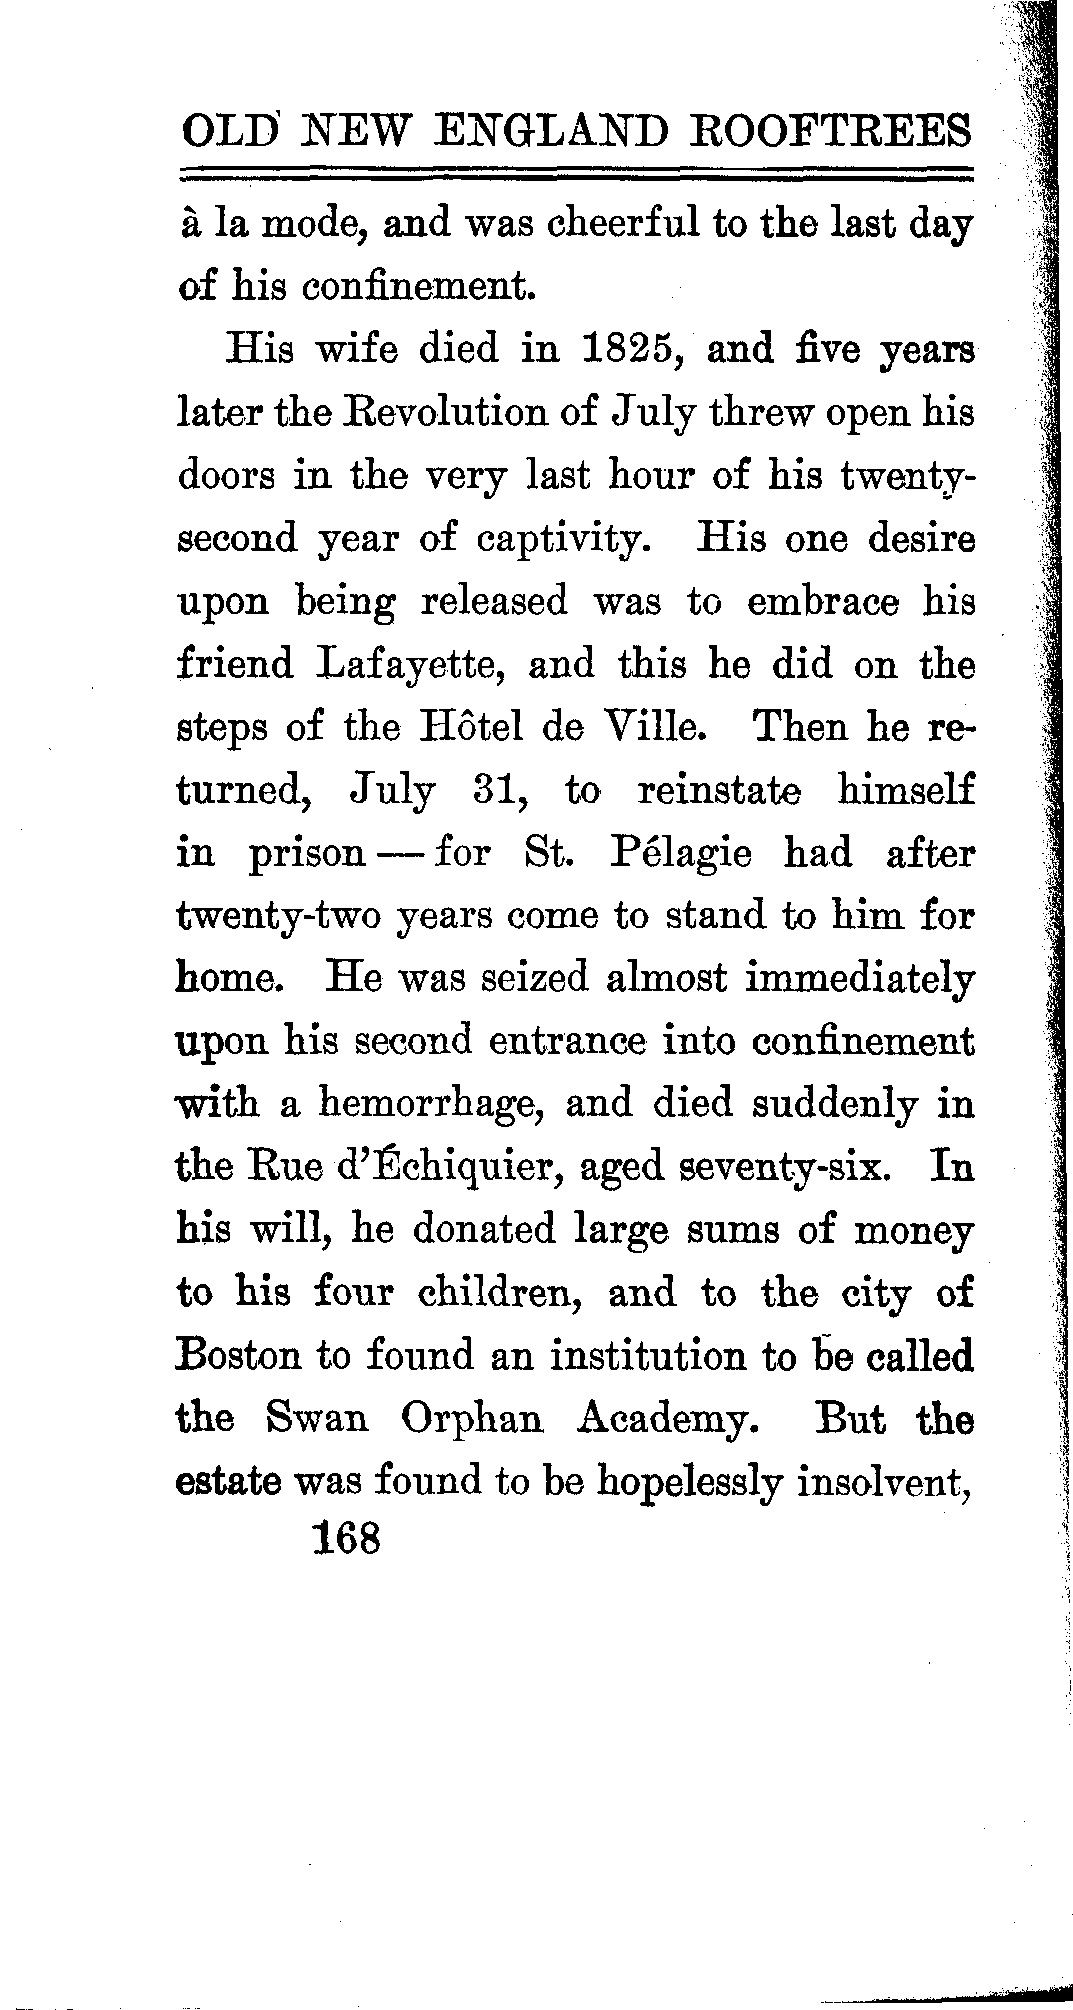 OLD NEW ENGLAND ROOFTREES
à la mode, and was cheerful to the last day
of his confinement.
His wife died in 1825, and five years
later the Revolution of July threw open his
doors in the very last hour of his twenty-
second year of captivity. His one desire
upon being released was to embrace his
friend Lafayette, and this he did on the
steps of the Hôtel de Ville. Then he re-
turned, July 31, to reinstate himself
in prison — for St. Pélagie had after
twenty-two years come to stand to him for
home. He was seized almost immediately
upon his second entrance into confinement
with a hemorrhage, and died suddenly in
the Rue d'Échiquier, aged seventy-six. In
his will, he donated large sums of money
to his four children, and to the city of
Boston to found an institution to be called
the Swan Orphan Academy. But the
estate was found to be hopelessly insolvent,
168